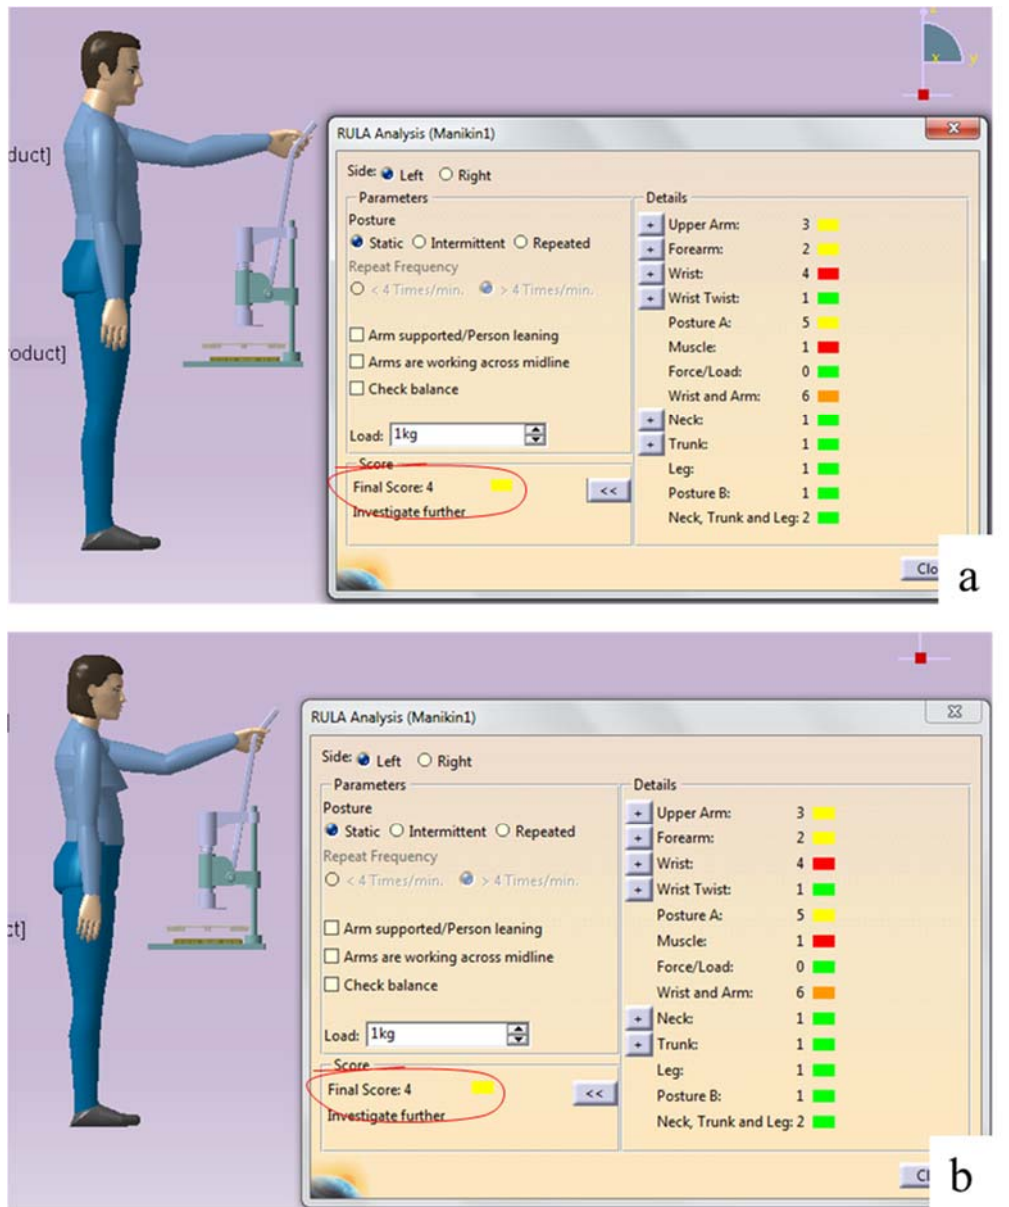 z
x y
duct]
roduct]
RULA Analysis (Manikin1)
Side: Left Right
Parameters
Posture
Static Intermittent Repeated
Repeat Frequency
< 4 Times/min. > 4 Times/min.
Arm supported/Person leaning
Arms are working across midline
Check balance
Load: 1kg
Score
Final Score: 4
<<
Investigate further
Details
+ Upper Arm: 3
+ Forearm: 2
+ Wrist: 4
+ Wrist Twist: 1
Posture A: 5
Muscle: 1
Force/Load: 0
Wrist and Arm: 6
+ Neck: 1
+ Trunk: 1
Leg: 1
Posture B: 1
Neck, Trunk and Leg: 2
Clo
a
]
ct]
RULA Analysis (Manikin1)
Side: Left Right
Parameters
Posture
Static Intermittent Repeated
Repeat Frequency
< 4 Times/min. > 4 Times/min.
Arm supported/Person leaning
Arms are working across midline
Check balance
Load: 1kg
Score
Final Score: 4
<<
Investigate further
Details
+ Upper Arm: 3
+ Forearm: 2
+ Wrist: 4
+ Wrist Twist: 1
Posture A: 5
Muscle: 1
Force/Load: 0
Wrist and Arm: 6
+ Neck: 1
+ Trunk: 1
Leg: 1
Posture B: 1
Neck, Trunk and Leg: 2
Cl
b